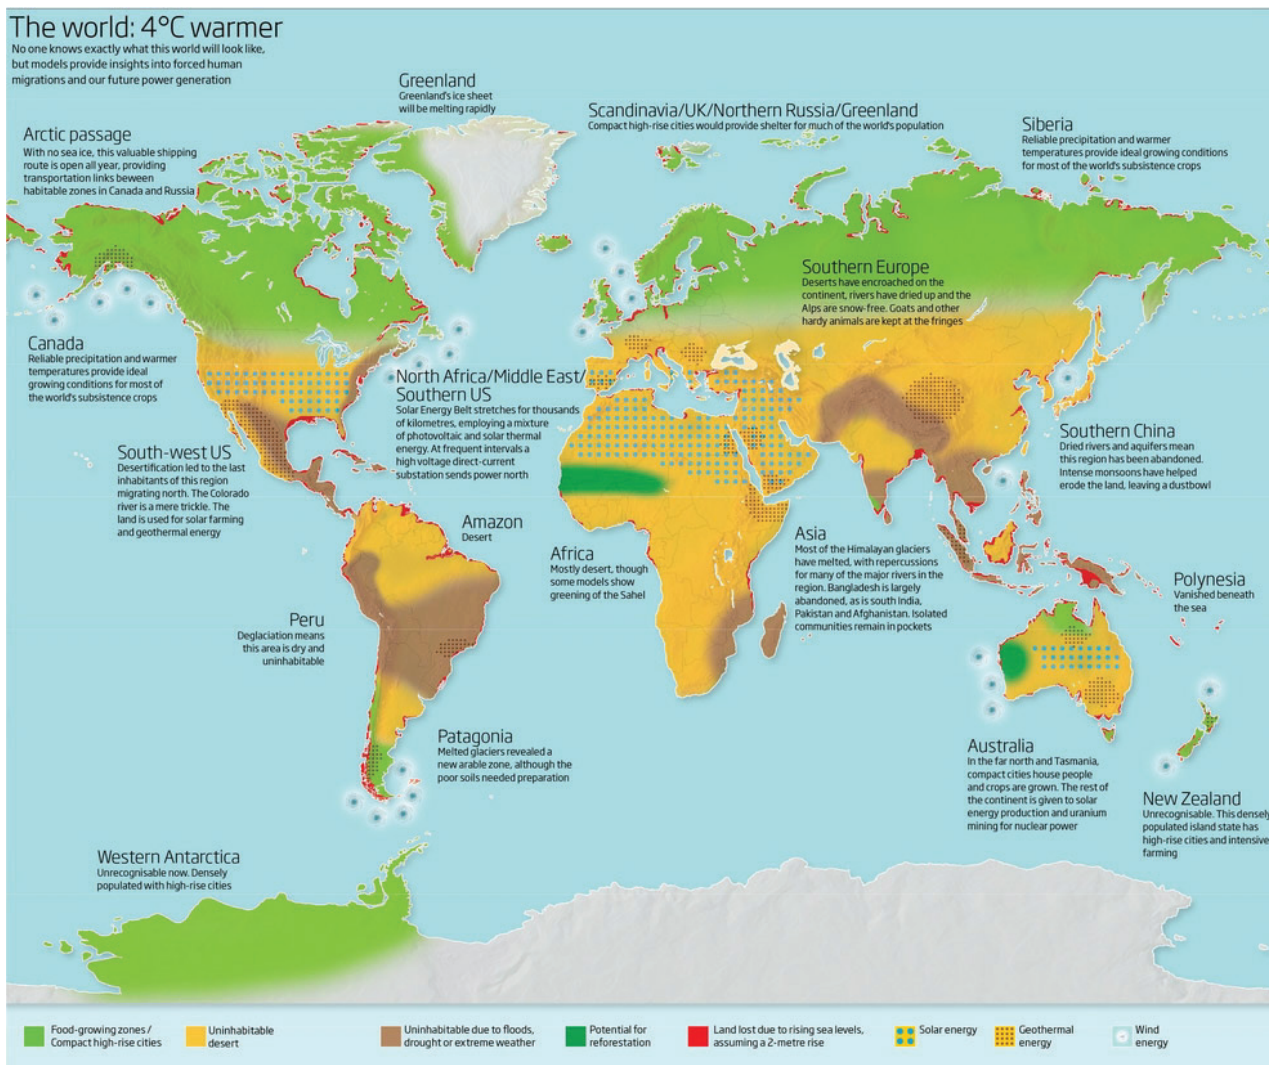 The world: 4°C warmer
No one knows exactly what this world will look like,
but models provide insights into forced human
migrations and our future power generation
Greenland
Greenland's ice sheet
will be melting rapidly
Scandinavia/UK/Northern Russia/Greenland
Compact high-rise cities would provide shelter for much of the world's population
Siberia
Reliable precipitation and warmer
temperatures provide ideal growing conditions
for most of the world's subsistence crops
Arctic passage
With no sea ice, this valuable shipping
route is open all year, providing
transportation links beween
habitable zones in Canada and Russia
Southern Europe
Deserts have encroached on the
continent, rivers have dried up and the
Alps are snow-free. Goats and other
hardy animals are kept at the fringes
Canada
Reliable precipitation and warmer
temperatures provide ideal
growing conditions for most of
the world's subsistence crops
North Africa/Middle East/
Southern US
Solar Energy Belt stretches for thousands
of kilometres, employing a mixture
of photovoltaic and solar thermal
energy. At frequent intervals a
high voltage direct-current
substation sends power north
South-west US
Desertification led to the last
inhabitants of this region
migrating north. The Colorado
river is a mere trickle. The
land is used for solar farming
and geothermal energy
Southern China
Dried rivers and aquifers mean
this region has been abandoned.
Intense monsoons have helped
erode the land, leaving a dustbowl
Amazon
Desert
Africa
Mostly desert, though
some models show
greening of the Sahel
Asia
Most of the Himalayan glaciers
have melted, with repercussions
for many of the major rivers in the
region. Bangladesh is largely
abandoned, as is south India,
Pakistan and Afghanistan. Isolated
communities remain in pockets
Polynesia
Vanished beneath
the sea
Peru
Deglaciation means
this area is dry and
uninhabitable
Patagonia
Melted glaciers revealed a
new arable zone, although the
poor soils needed preparation
Australia
In the far north and Tasmania,
compact cities house people
and crops are grown. The rest of
the continent is given to solar
energy production and uranium
mining for nuclear power
New Zealand
Unrecognisable. This densely
populated island state has
high-rise cities and intensive
farming
Western Antarctica
Unrecognisable now. Densely
populated with high-rise cities
Food-growing zones /
Compact high-rise cities
Uninhabitable
desert
Uninhabitable due to floods,
drought or extreme weather
Potential for
reforestation
Land lost due to rising sea levels,
assuming a 2-metre rise
Solar energy
Geothermal
energy
Wind
energy